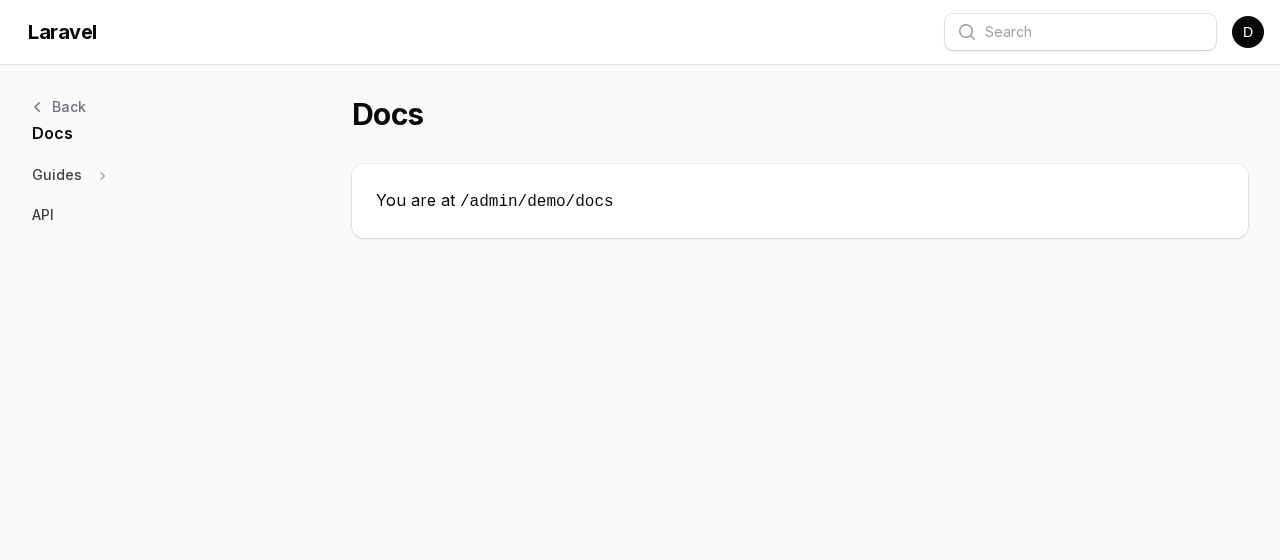 Laravel
Search
D
Back
Docs
Guides
API
Docs
You are at /admin/demo/docs